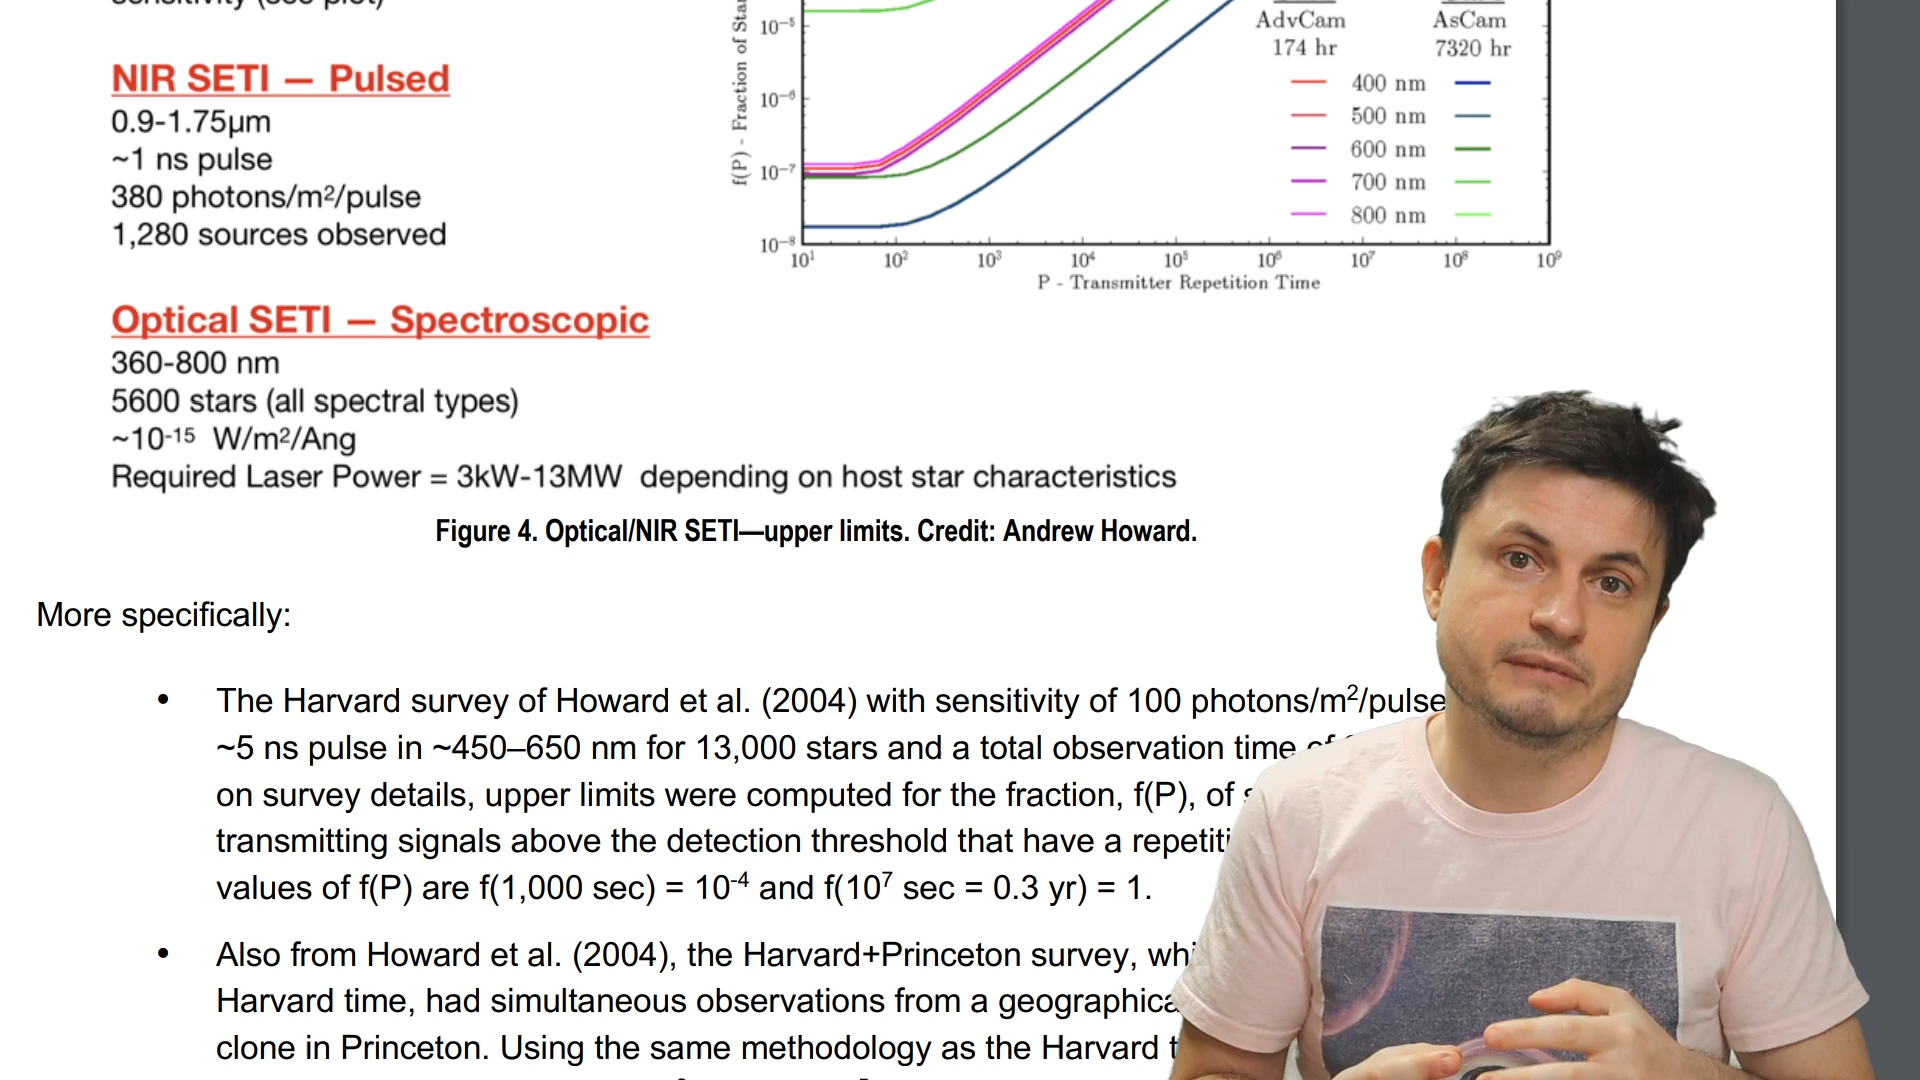 sensitivity (see plot)
NIR SETI — Pulsed
0.9-1.75µm
~1 ns pulse
380 photons/m²/pulse
1,280 sources observed
Optical SETI — Spectroscopic
360-800 nm
5600 stars (all spectral types)
~10⁻¹⁵ W/m²/Ang
Required Laser Power = 3kW-13MW depending on host star characteristics
f(P) - Fraction of Star
10⁻⁵
10⁻⁶
10⁻⁷
10⁻⁸
10¹ 10² 10³ 10⁴ 10⁵ 10⁶ 10⁷ 10⁸ 10⁹
P - Transmitter Repetition Time
AdvCam AsCam
174 hr 7320 hr
400 nm
500 nm
600 nm
700 nm
800 nm
Figure 4. Optical/NIR SETI—upper limits. Credit: Andrew Howard.
More specifically:
• The Harvard survey of Howard et al. (2004) with sensitivity of 100 photons/m²/pulse
~5 ns pulse in ~450–650 nm for 13,000 stars and a total observation time of
on survey details, upper limits were computed for the fraction, f(P), of
transmitting signals above the detection threshold that have a repetiti
values of f(P) are f(1,000 sec) = 10⁻⁴ and f(10⁷ sec = 0.3 yr) = 1.
• Also from Howard et al. (2004), the Harvard+Princeton survey, whi
Harvard time, had simultaneous observations from a geographica
clone in Princeton. Using the same methodology as the Harvard t